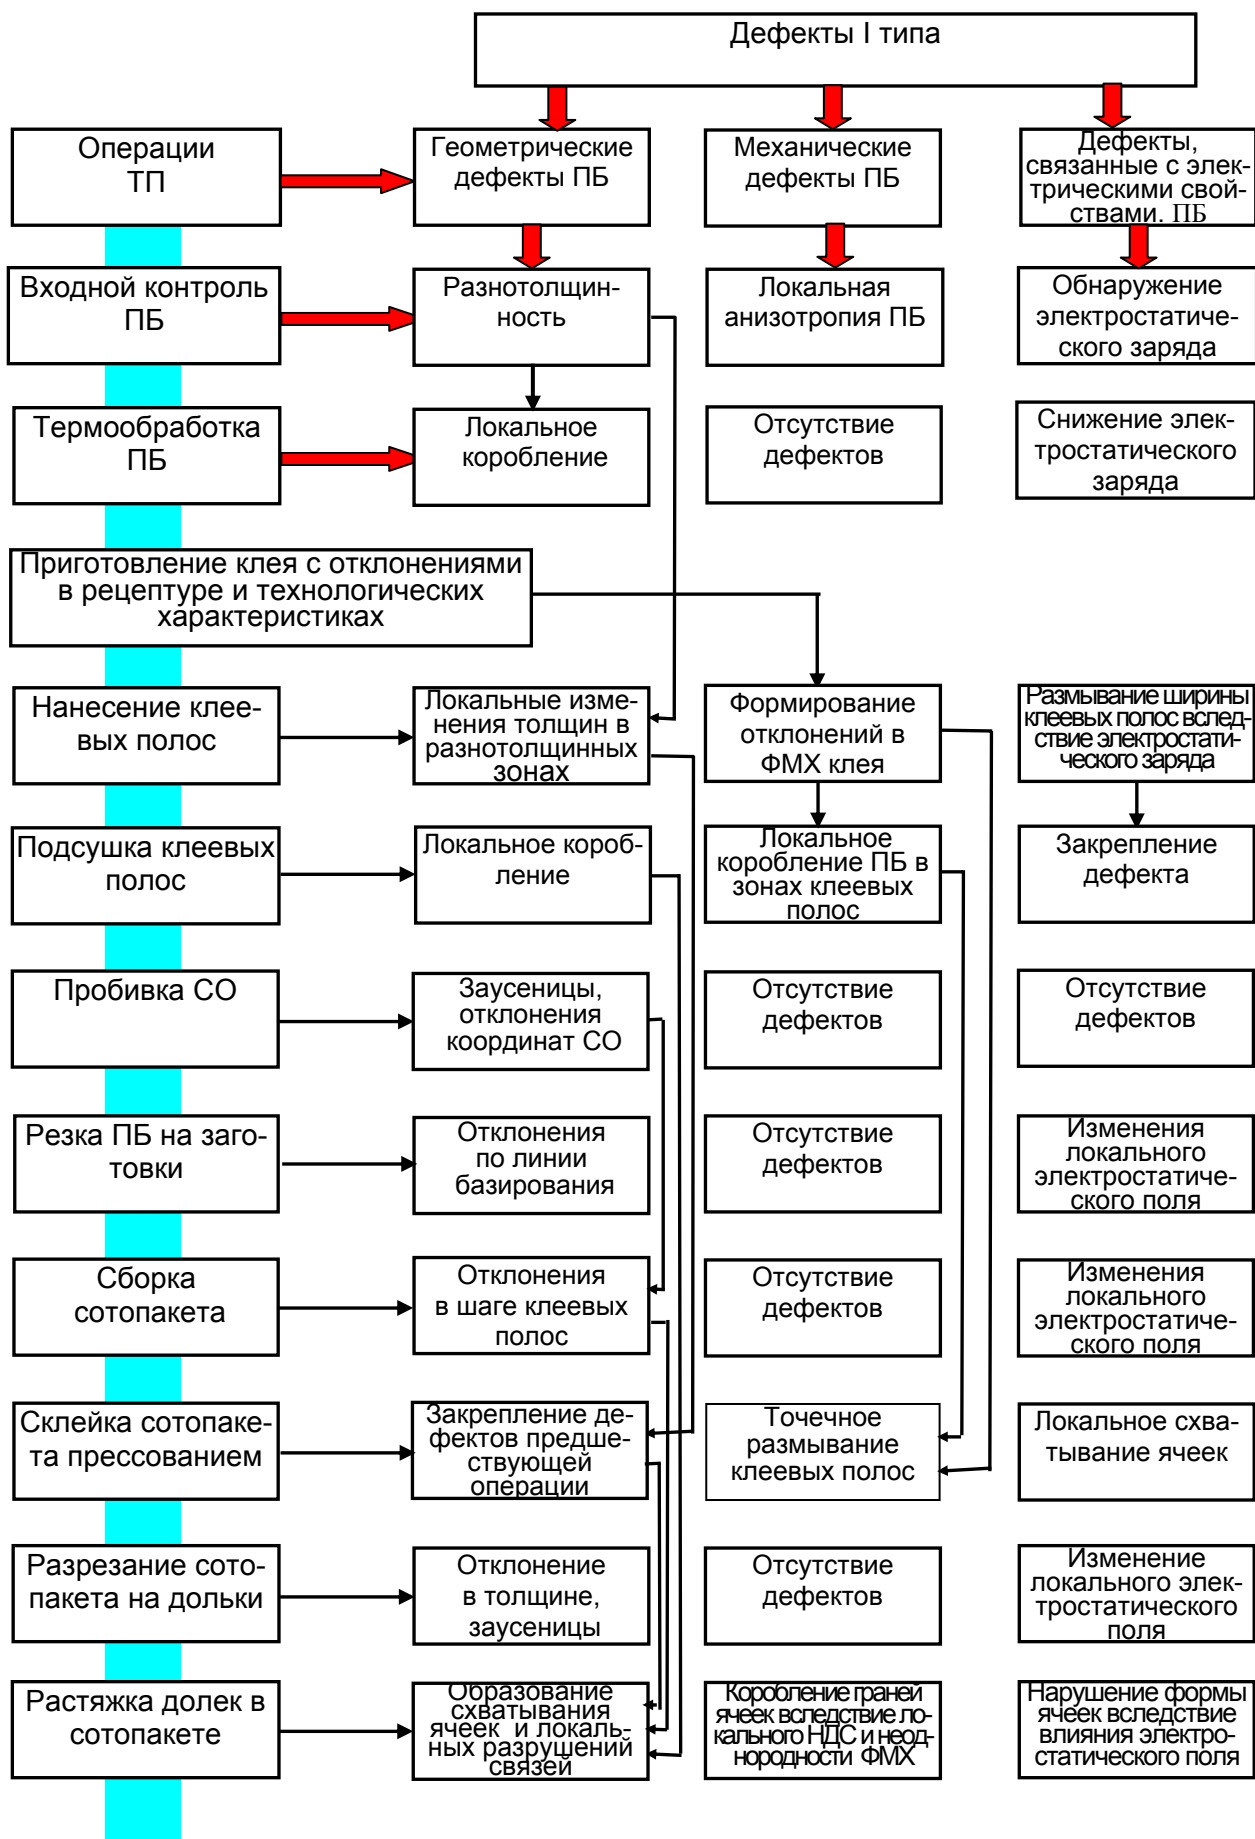 Дефекты I типа
Операции
ТП
Геометрические
дефекты ПБ
Механические
дефекты ПБ
Дефекты,
связанные с элек-
трическими свой-
ствами. ПБ
Входной контроль
ПБ
Разнотолщин-
ность
Локальная
анизотропия ПБ
Обнаружение
электростатиче-
ского заряда
Термообработка
ПБ
Локальное
коробление
Отсутствие
дефектов
Снижение элек-
тростатического
заряда
Приготовление клея с отклонениями
в рецептуре и технологических
характеристиках
Нанесение клее-
вых полос
Локальные изме-
нения толщин в
разнотолщинных
зонах
Формирование
отклонений в
ФМХ клея
Размывание ширины
клеевых полос вслед-
ствие электростати-
ческого заряда
Подсушка клеевых
полос
Локальное короб-
ление
Локальное
коробление ПБ в
зонах клеевых
полос
Закрепление
дефекта
Пробивка СО
Заусеницы,
отклонения
координат СО
Отсутствие
дефектов
Отсутствие
дефектов
Резка ПБ на заго-
товки
Отклонения
по линии
базирования
Отсутствие
дефектов
Изменения
локального
электростатиче-
ского поля
Сборка
сотопакета
Отклонения
в шаге клеевых
полос
Отсутствие
дефектов
Изменения
локального
электростатиче-
ского поля
Склейка сотопаке-
та прессованием
Закрепление де-
фектов предше-
ствующей
операции
Точечное
размывание
клеевых полос
Локальное схва-
тывание ячеек
Разрезание сото-
пакета на дольки
Отклонение
в толщине,
заусеницы
Отсутствие
дефектов
Изменение
локального элек-
тростатического
поля
Растяжка долек в
сотопакете
Образование
схватывания
ячеек и локаль-
ных разрушений
связей
Коробление граней
ячеек вследствие ло-
кального НДС и неод-
нородности ФМХ
Нарушение формы
ячеек вследствие
влияния электро-
статического поля